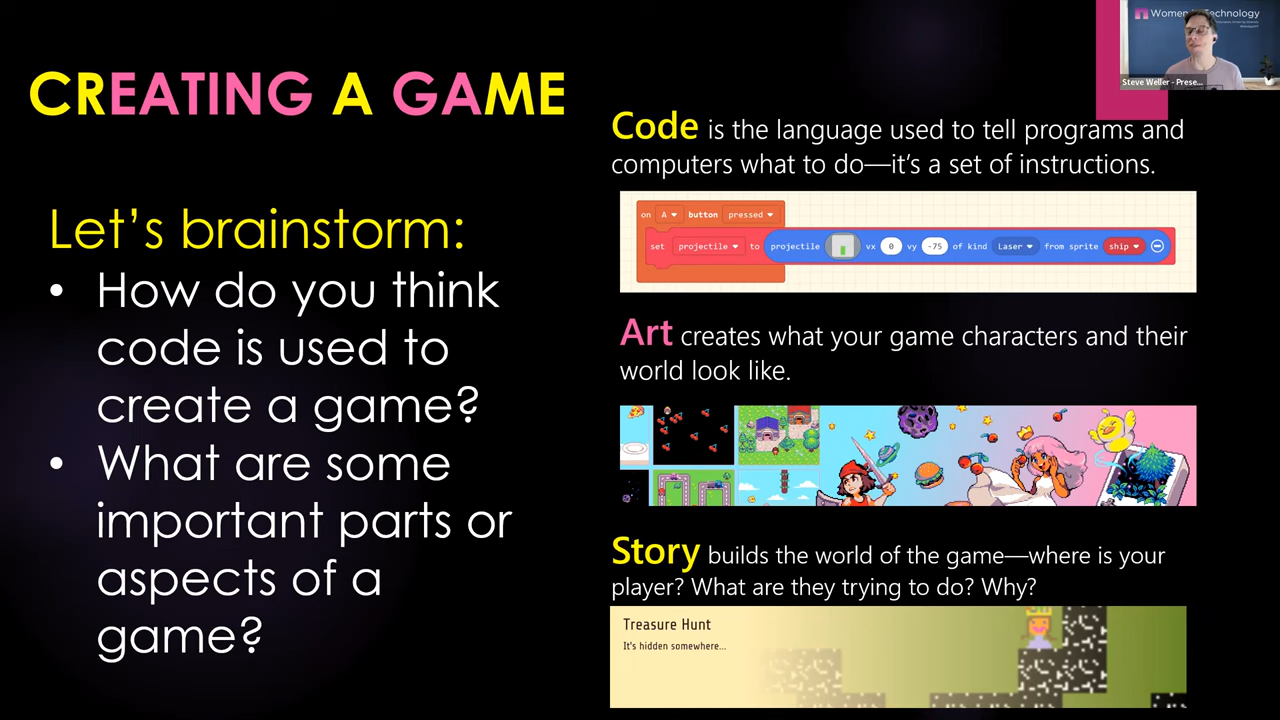 CREATING A GAME
Let's brainstorm:
• How do you think
code is used to
create a game?
• What are some
important parts or
aspects of a
game?
Women in Technology
Steve Weller - Prese...
Code is the language used to tell programs and
computers what to do—it's a set of instructions.
on A button pressed
set projectile to projectile vx 0 vy -75 of kind Laser from sprite ship
Art creates what your game characters and their
world look like.
Story builds the world of the game—where is your
player? What are they trying to do? Why?
Treasure Hunt
It's hidden somewhere...